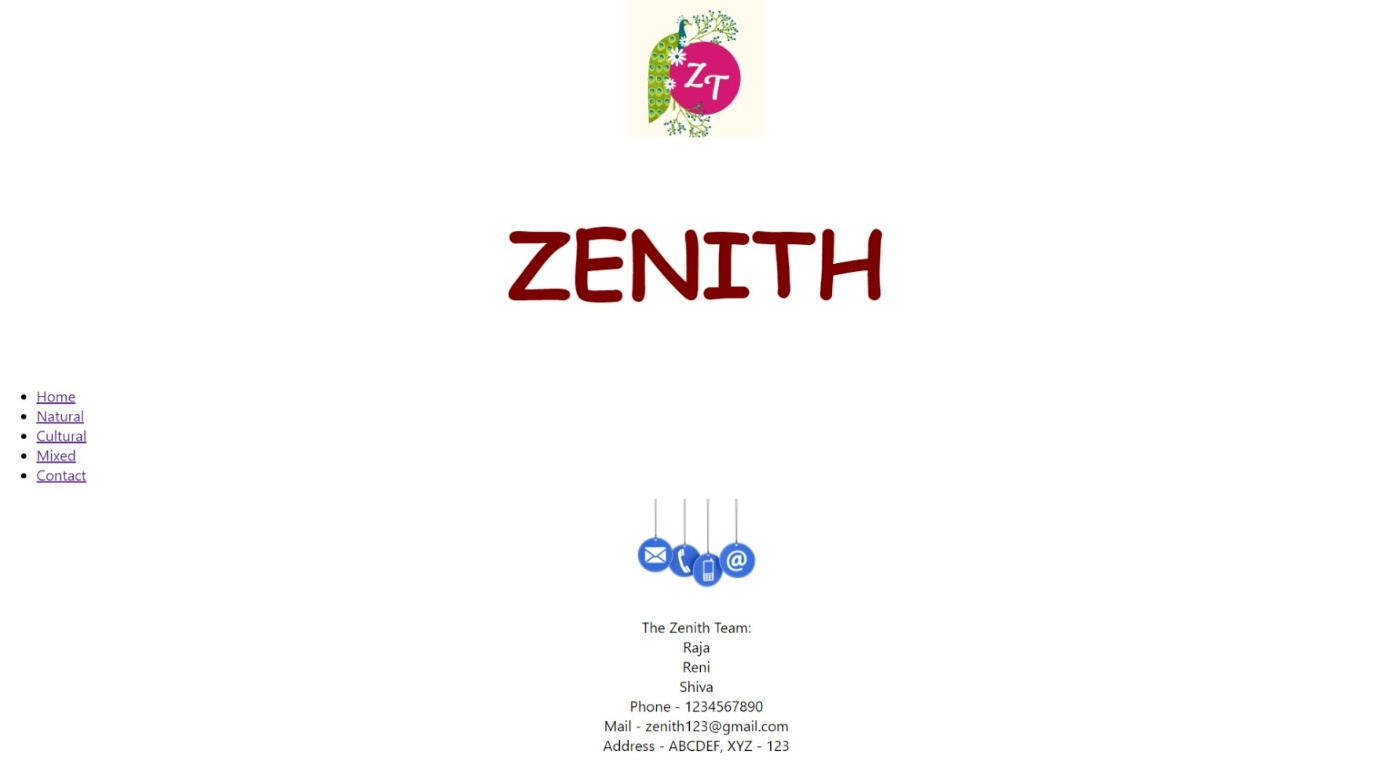 ZT
ZENITH
Home
Natural
Cultural
Mixed
Contact
@
The Zenith Team:
Raja
Reni
Shiva
Phone - 1234567890
Mail - zenith123@gmail.com
Address - ABCDEF, XYZ - 123